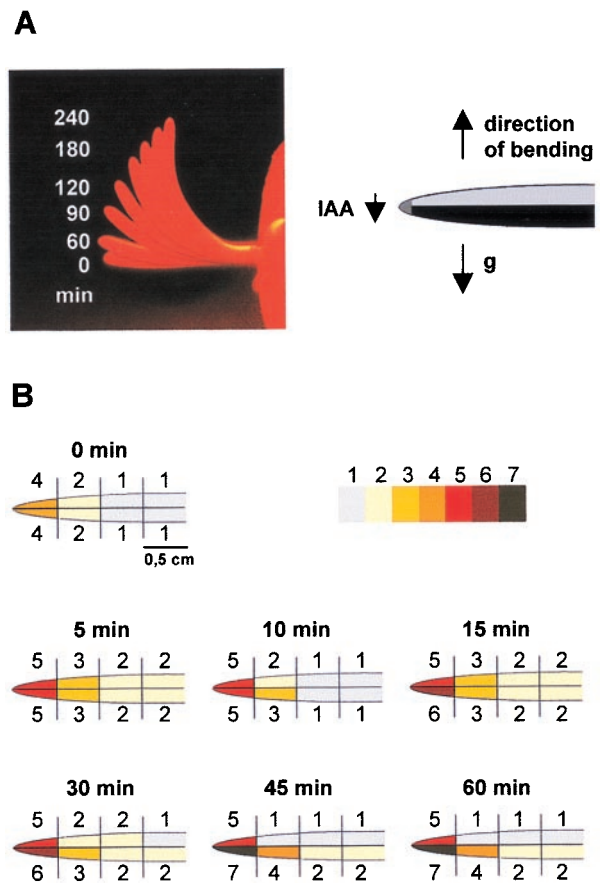 A
240
180
120
90
60
0
min
direction
of bending
IAA
g
B
0 min
4 2 1 1
4 2 1 1
0,5 cm
1 2 3 4 5 6 7
5 min
5 3 2 2
5 3 2 2
10 min
5 2 1 1
5 3 1 1
15 min
5 3 2 2
6 3 2 2
30 min
5 2 2 1
6 3 2 2
45 min
5 1 1 1
7 4 2 2
60 min
5 1 1 1
7 4 2 2